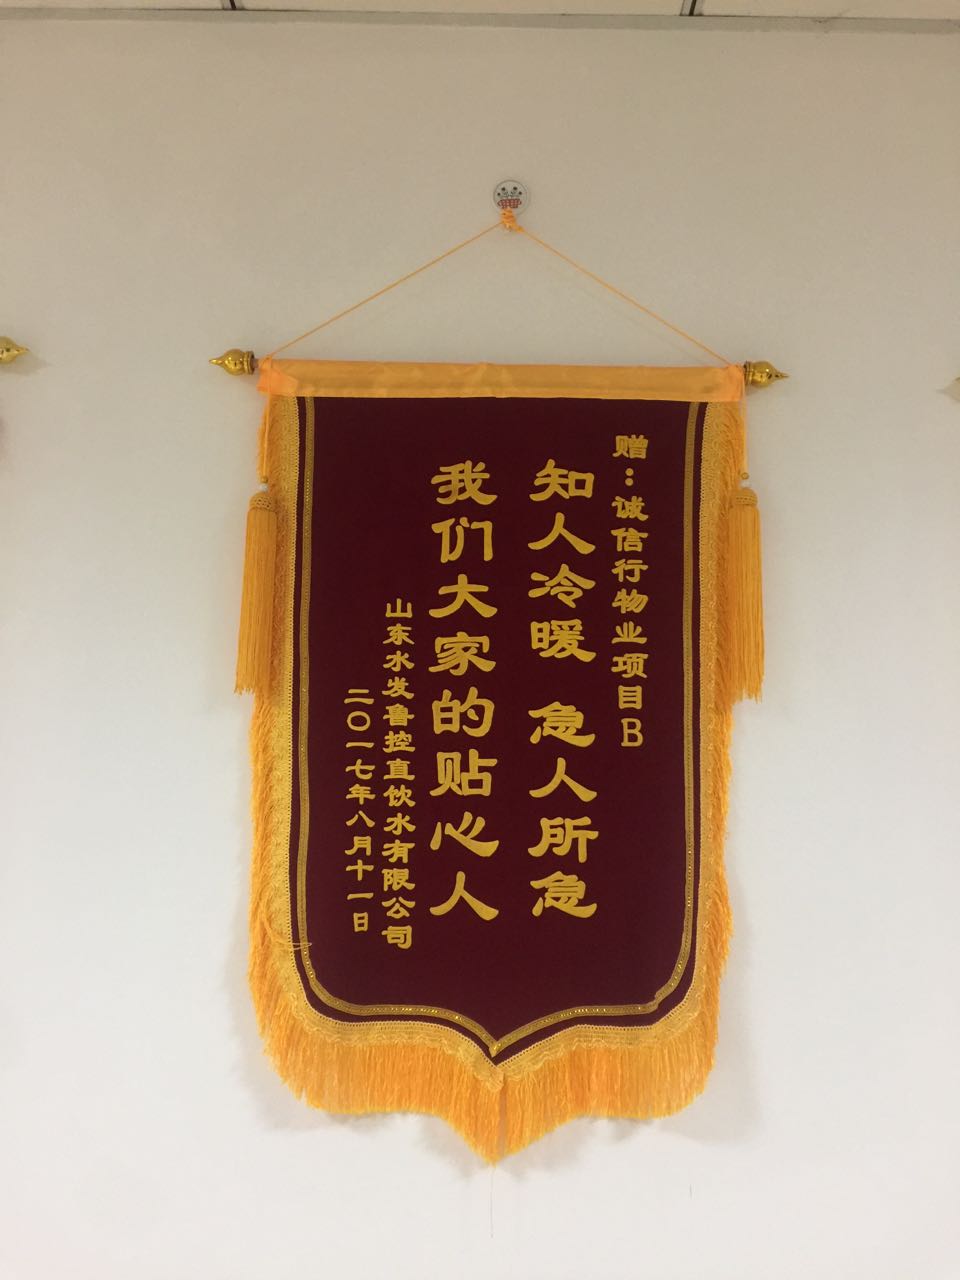 赠：诚信行物业项目B
知人冷暖 急人所急
我们大家的贴心人
山东水发鲁控直饮水有限公司
二〇一七年八月十一日